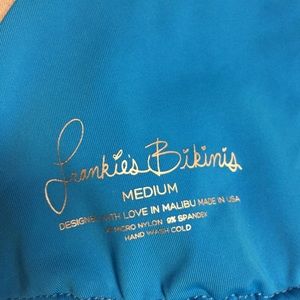 Frankie's Bikinis
MEDIUM
DESIGNED WITH LOVE IN MALIBU MADE IN USA
MICRO NYLON 9% SPANDEX
HAND WASH COLD